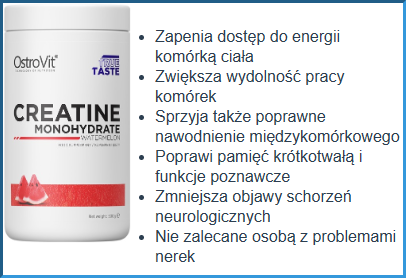 OstroVit®
TRUE
TASTE
CREATINE
MONOHYDRATE
WATERMELON
Zapenia dostęp do energii
komórką ciała
Zwiększa wydolność pracy
komórek
Sprzyja także poprawne
nawodnienie międzykomórkowego
Poprawi pamięć krótkotwałą i
funkcje poznawcze
Zmniejsza objawy schorzeń
neurologicznych
Nie zalecane osobą z problemami
nerek